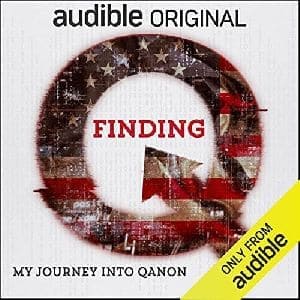 audible ORIGINAL
FINDING
Q
MY JOURNEY INTO QANON
ONLY FROM
audible